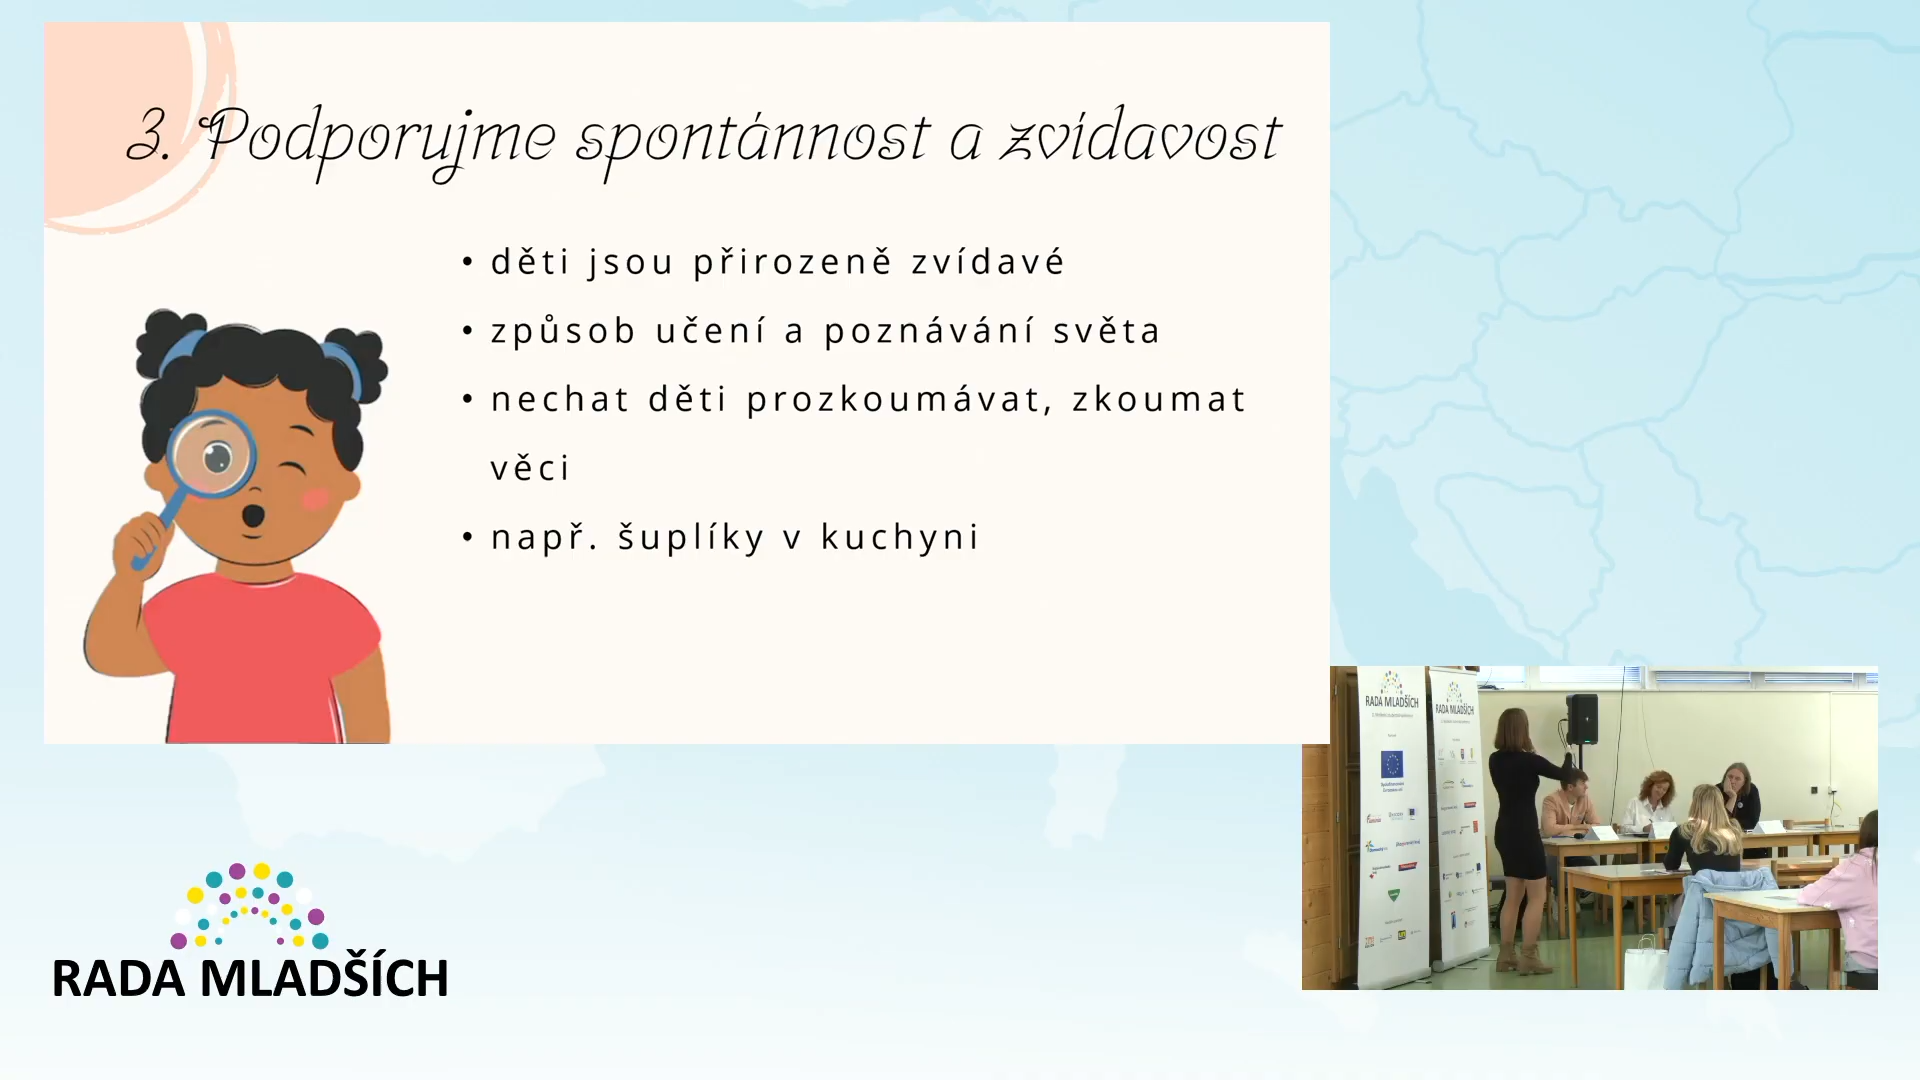 3. Podporujme spontánnost a zvídavost
• děti jsou přirozeně zvídavé
• způsob učení a poznávání světa
• nechat děti prozkoumávat, zkoumat
věci
• např. šuplíky v kuchyni
RADA MLADŠÍCH
RADA MLADŠÍCH
RADA MLADŠÍCH